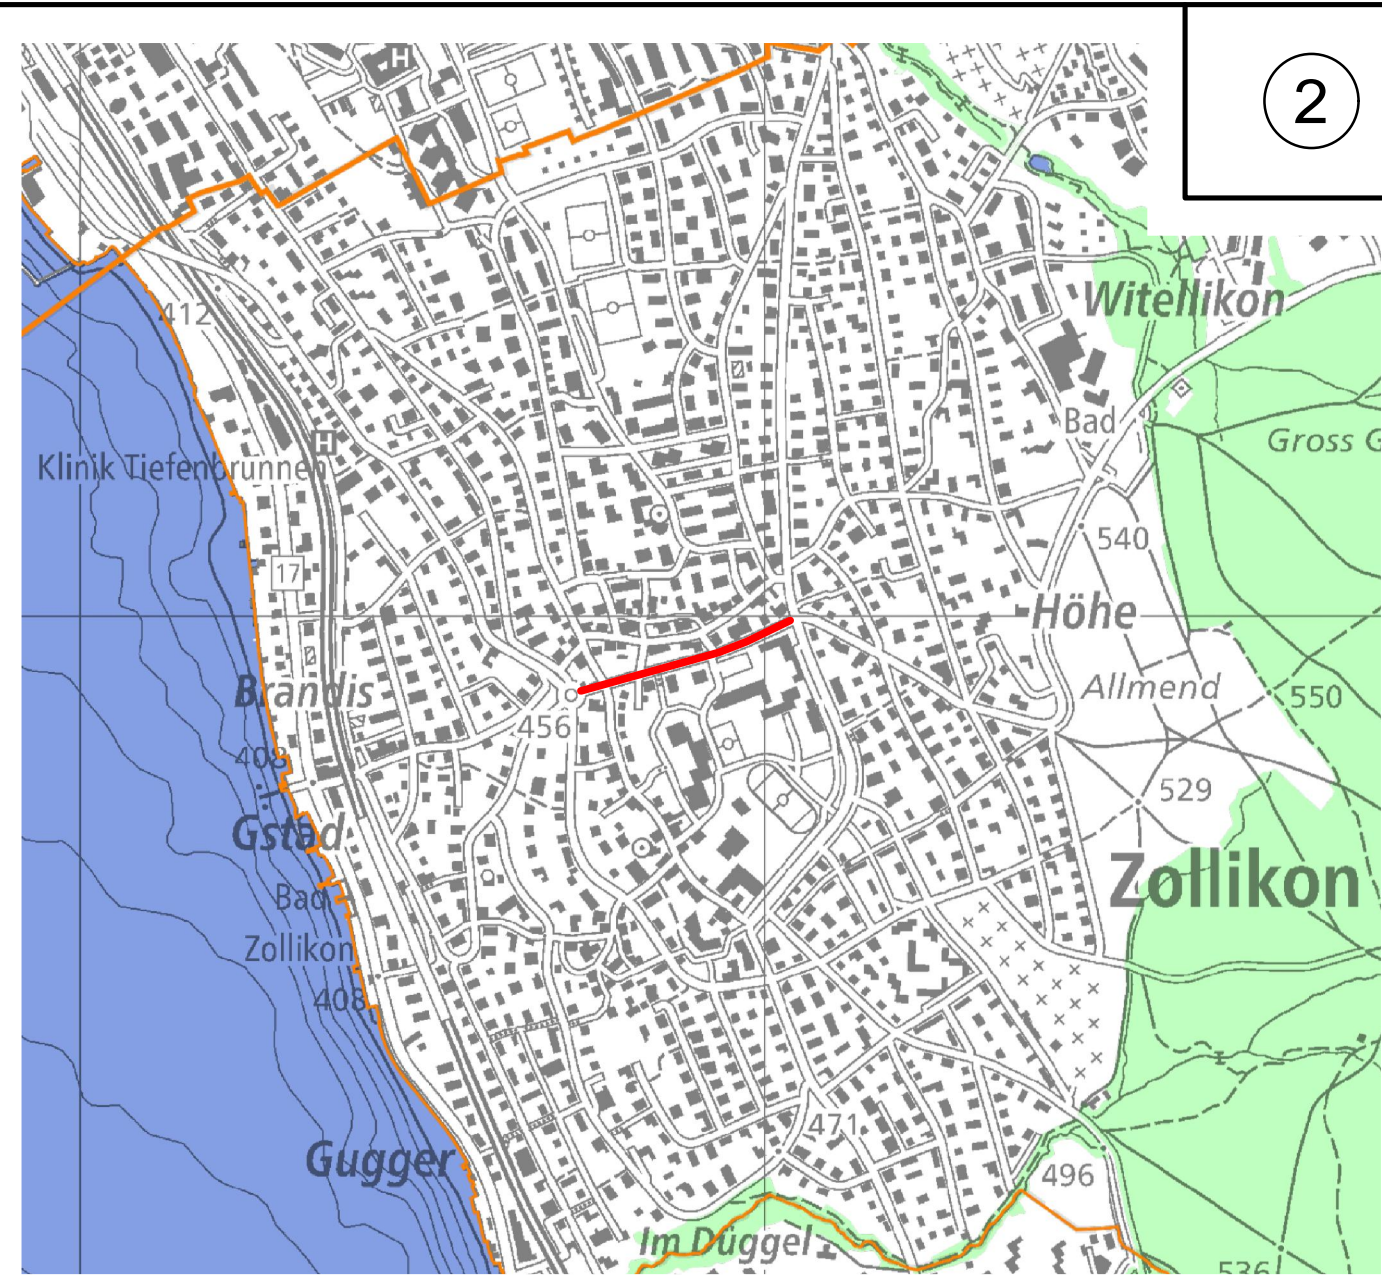 2
H
412
Witellikon
Bad
Gross G
H
Klinik Tiefenbrunnen
540
17
Höhe
Brandis
Allmend
550
456
408
529
Gstad
Zollikon
Bad
Zollikon
408
471
Gugger
496
Im Düggel
536